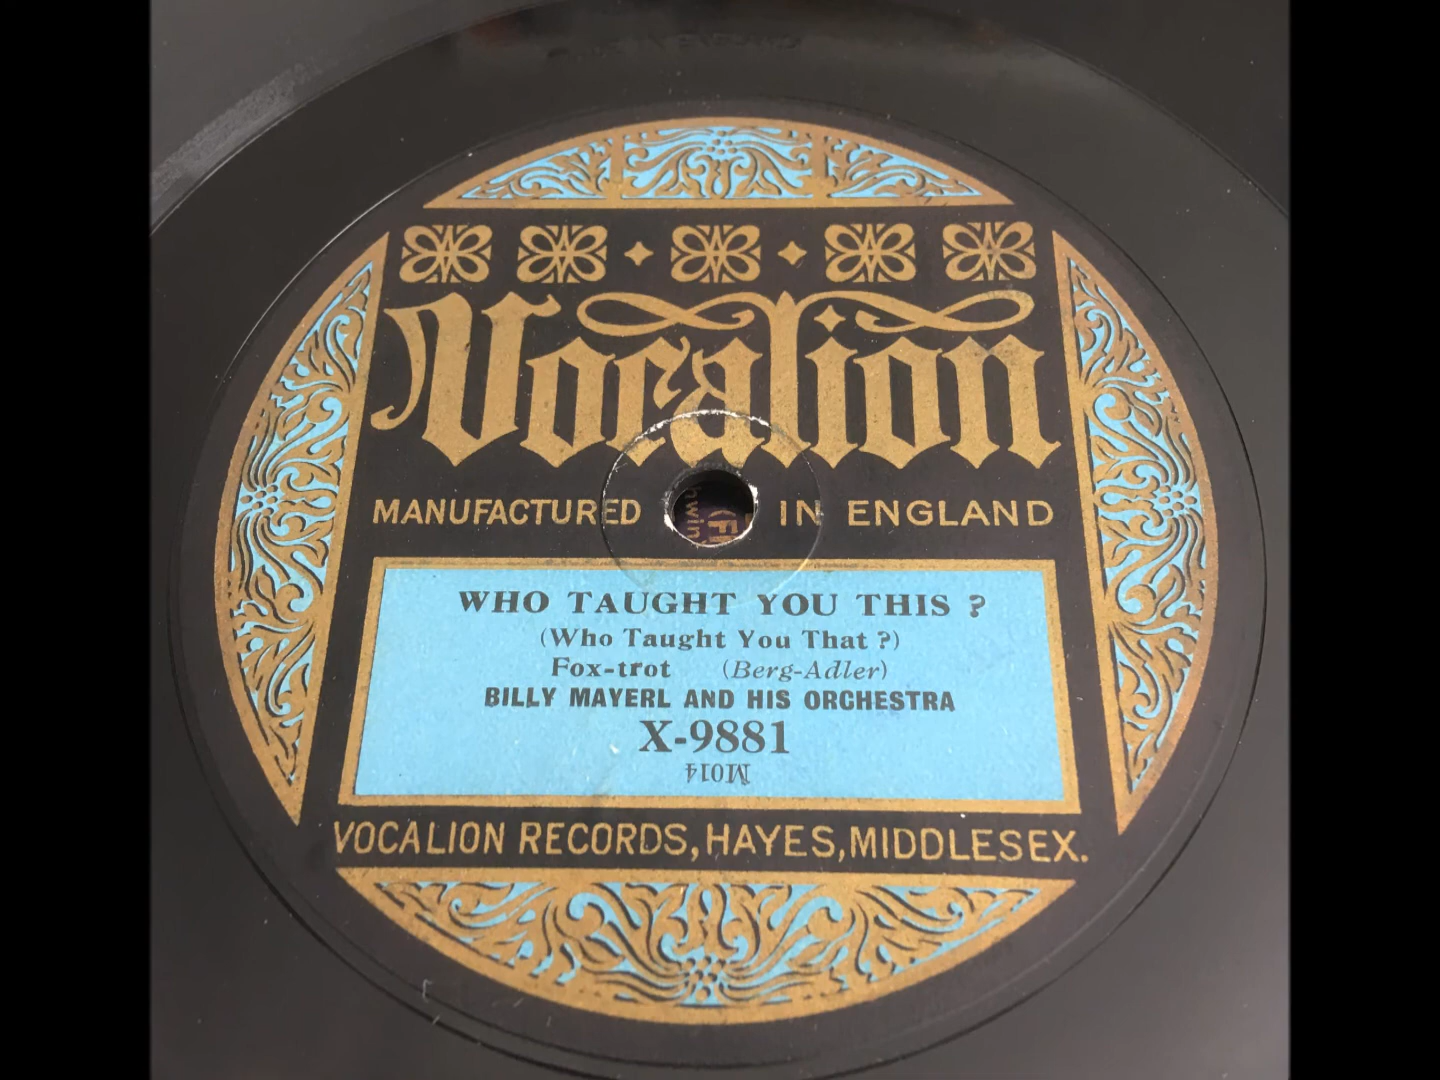 Vocalion
MANUFACTURED IN ENGLAND
WHO TAUGHT YOU THIS ?
(Who Taught You That ?)
Fox-trot (Berg-Adler)
BILLY MAYERL AND HIS ORCHESTRA
X-9881
M014
VOCALION RECORDS, HAYES, MIDDLESEX.